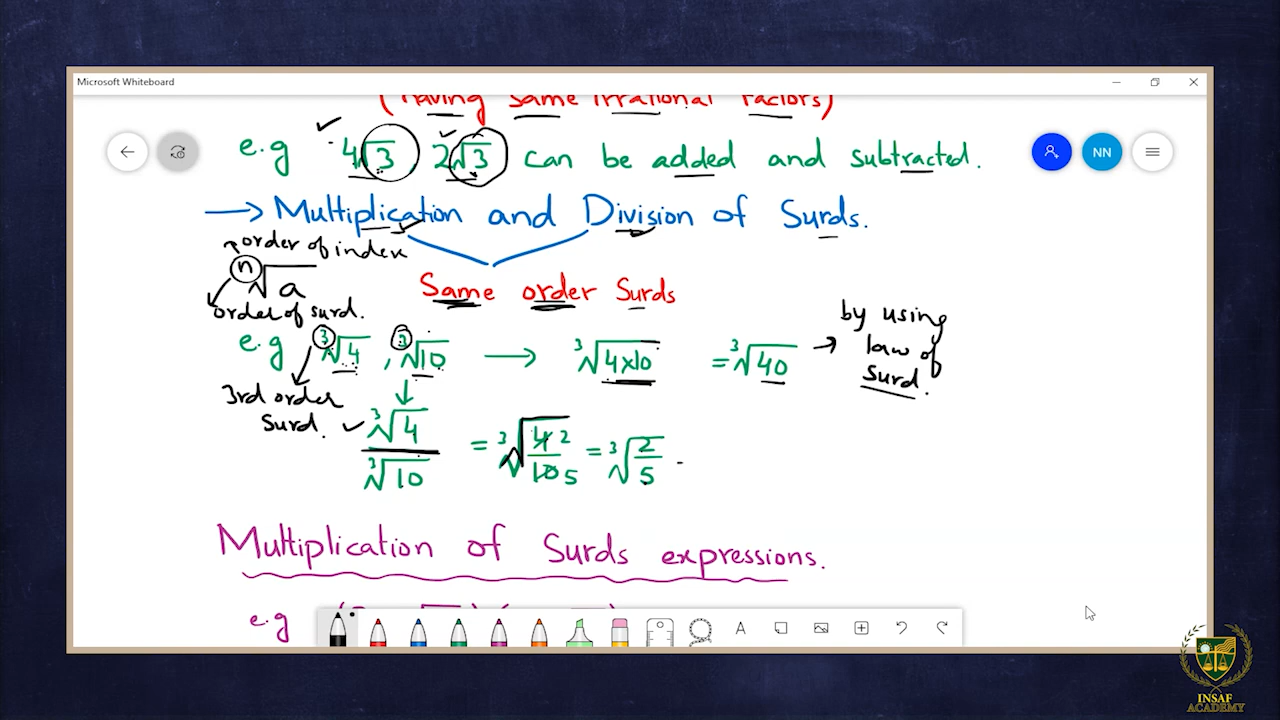 Microsoft Whiteboard
(Having Same irrational factors)
e.g 4√3 2√3 can be added and subtracted.
NN
→ Multiplication and Division of Surds.
order of index
ⁿ√a
order of surd.
Same order Surds
e.g ∛4 , ∛10 → ∛(4×10) = ∛40 → by using law of Surd.
3rd order Surd.
∛4 / ∛10 = ∛(4/10) 2 5 = ∛(2/5)
Multiplication of Surds expressions.
e.g
A
INSAF
ACADEMY